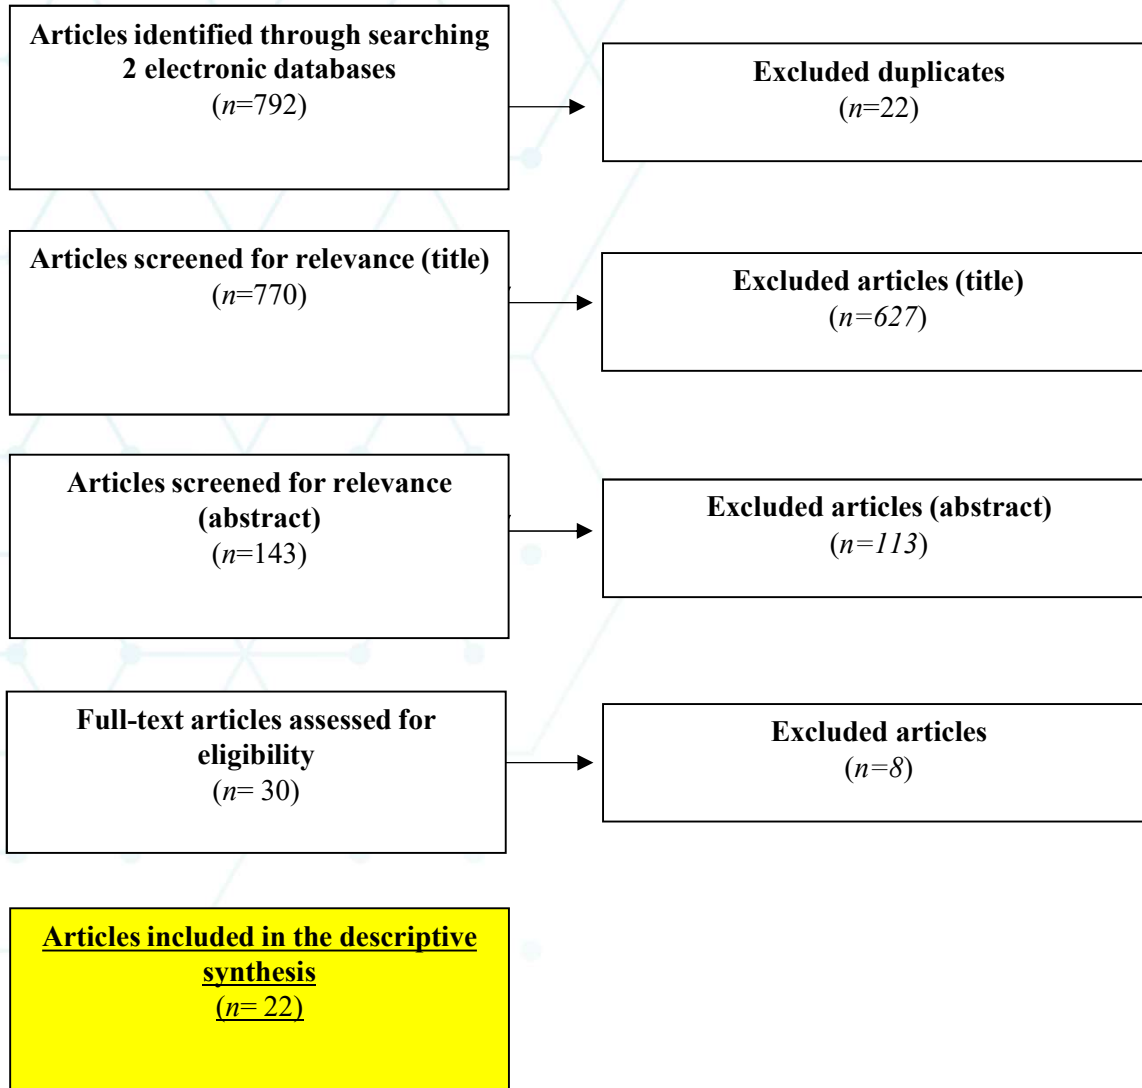 Articles identified through searching
2 electronic databases
(n=792)
Excluded duplicates
(n=22)
Articles screened for relevance (title)
(n=770)
Excluded articles (title)
(n=627)
Articles screened for relevance
(abstract)
(n=143)
Excluded articles (abstract)
(n=113)
Full-text articles assessed for
eligibility
(n= 30)
Excluded articles
(n=8)
Articles included in the descriptive
synthesis
(n= 22)